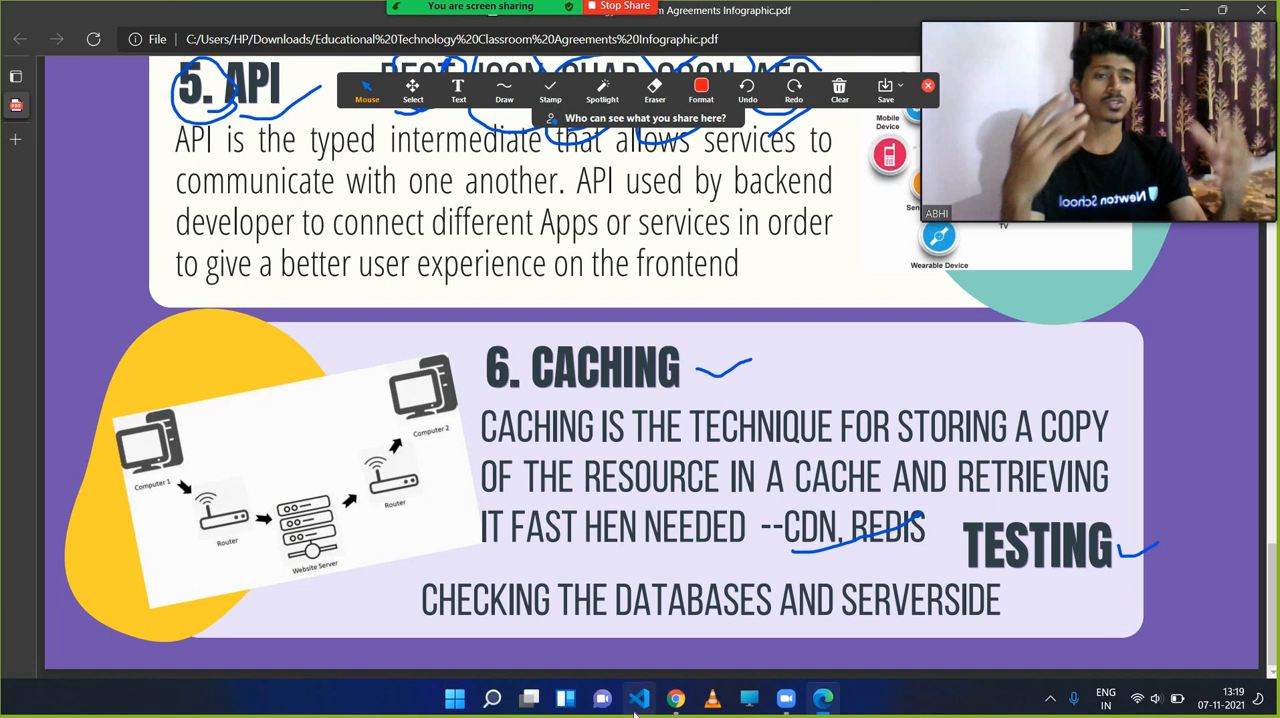 You are screen sharing
Stop Share
m Agreements Infographic.pdf
File C:/Users/HP/Downloads/Educational%20Technology%20Classroom%20Agreements%20Infographic.pdf
5. API
Mouse Select Text Draw Stamp Spotlight Eraser Format Undo Redo Clear Save
Who can see what you share here?
API is the typed intermediate that allows services to
communicate with one another. API used by backend
developer to connect different Apps or services in order
to give a better user experience on the frontend
Mobile
Device
Sen
TV
Wearable Device
ABHI
Newton School
6. CACHING
CACHING IS THE TECHNIQUE FOR STORING A COPY
OF THE RESOURCE IN A CACHE AND RETRIEVING
IT FAST HEN NEEDED --CDN, REDIS
TESTING
CHECKING THE DATABASES AND SERVERSIDE
Computer 1
Router
Website Server
Router
Computer 2
ENG
IN
13:19
07-11-2021